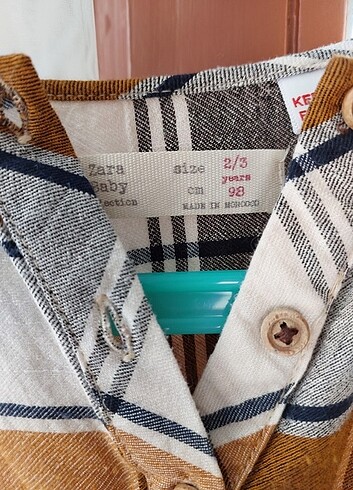 Zara size 2/3
Baby years
cm 98
MADE IN MOROCCO